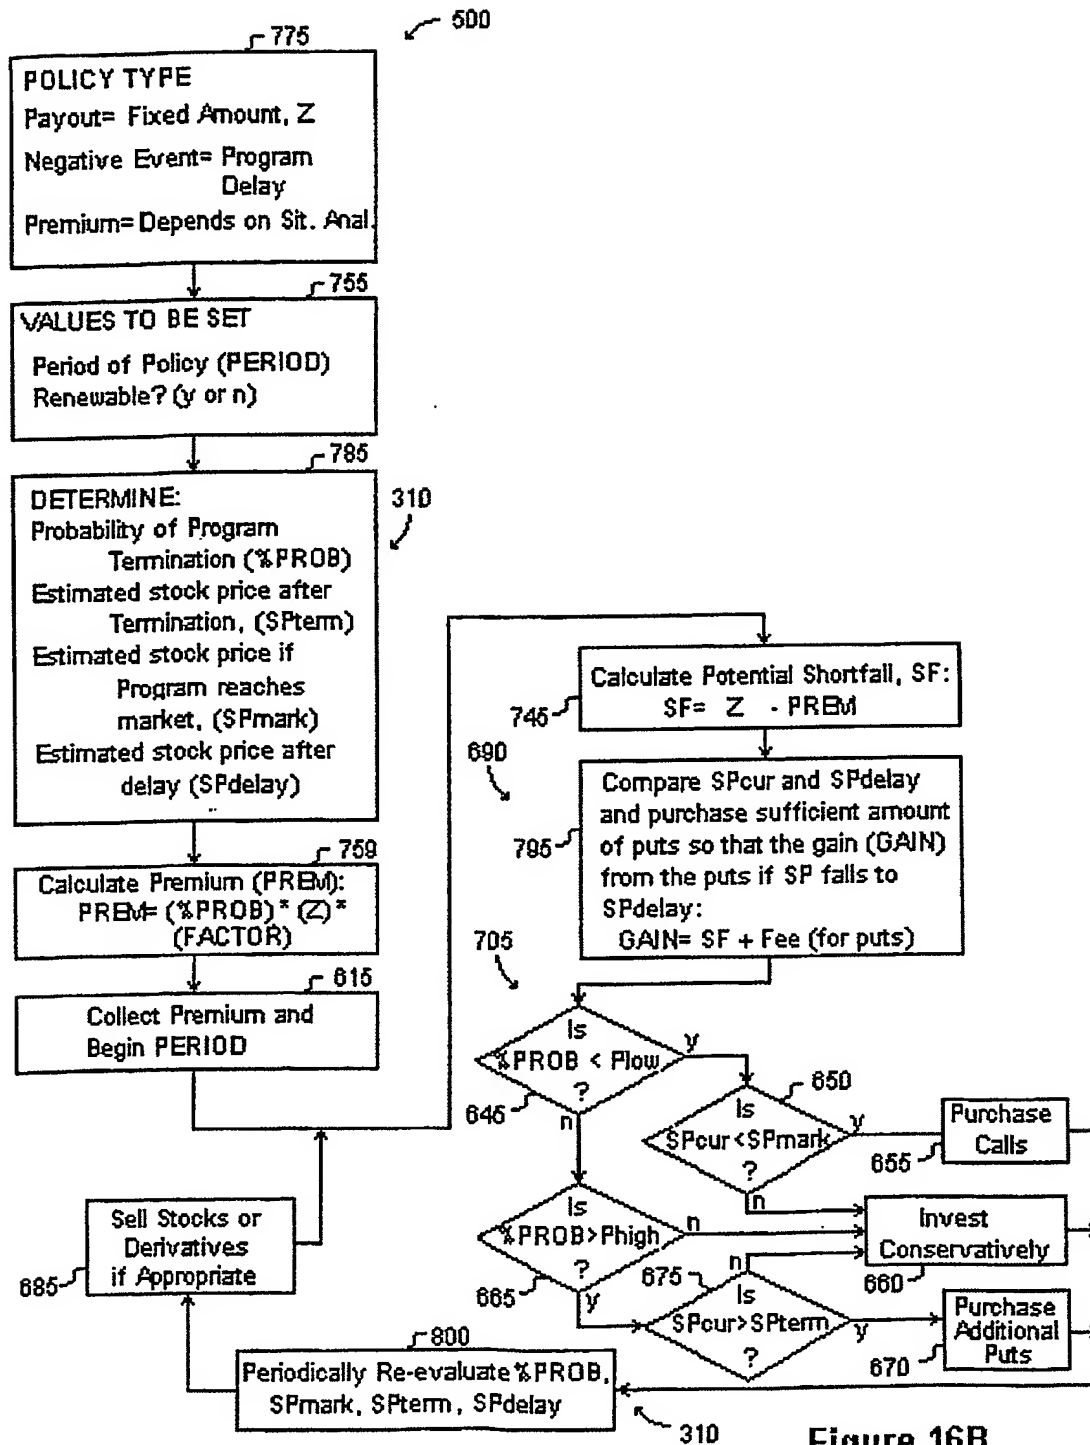 500
775
POLICY TYPE
Payout= Fixed Amount, Z
Negative Event= Program
Delay
Premium= Depends on Sit. Anal.
755
VALUES TO BE SET
Period of Policy (PERIOD)
Renewable? (y or n)
785
DETERMINE:
Probability of Program
Termination (%PROB)
Estimated stock price after
Termination, (SPterm)
Estimated stock price if
Program reaches
market, (SPmark)
Estimated stock price after
delay (SPdelay)
310
759
Calculate Premium (PREM):
PREM= (%PROB)* (Z)*
(FACTOR)
615
Collect Premium and
Begin PERIOD
Calculate Potential Shortfall, SF:
SF= Z - PREM
745
690
Compare SPcur and SPdelay
and purchase sufficient amount
of puts so that the gain (GAIN)
from the puts if SP falls to
SPdelay:
GAIN= SF + Fee (for puts)
795
705
Is
%PROB < Plow
?
y
n
645
650
Is
SPcur<SPmark
?
y
n
Purchase
Calls
655
Is
%PROB>Phigh
?
n
y
665
Invest
Conservatively
660
675
n
Is
SPcur>SPterm
?
y
Purchase
Additional
Puts
670
Sell Stocks or
Derivatives
if Appropriate
685
800
Periodically Re-evaluate %PROB,
SPmark, SPterm, SPdelay
310
Figure 16B